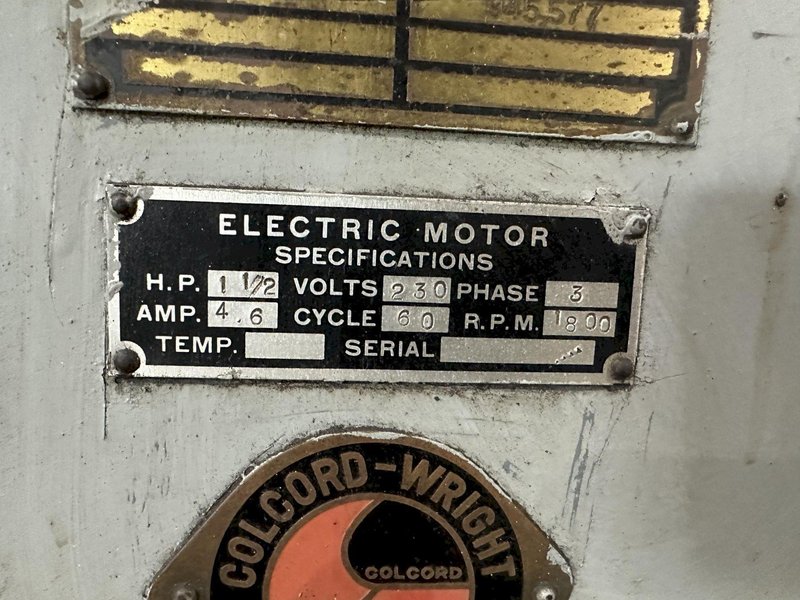 ELECTRIC MOTOR
SPECIFICATIONS
H.P. 1 1/2 VOLTS 230 PHASE 3
AMP. 4.6 CYCLE 60 R.P.M. 1800
TEMP. SERIAL
COLCORD-WRIGHT
COLCORD